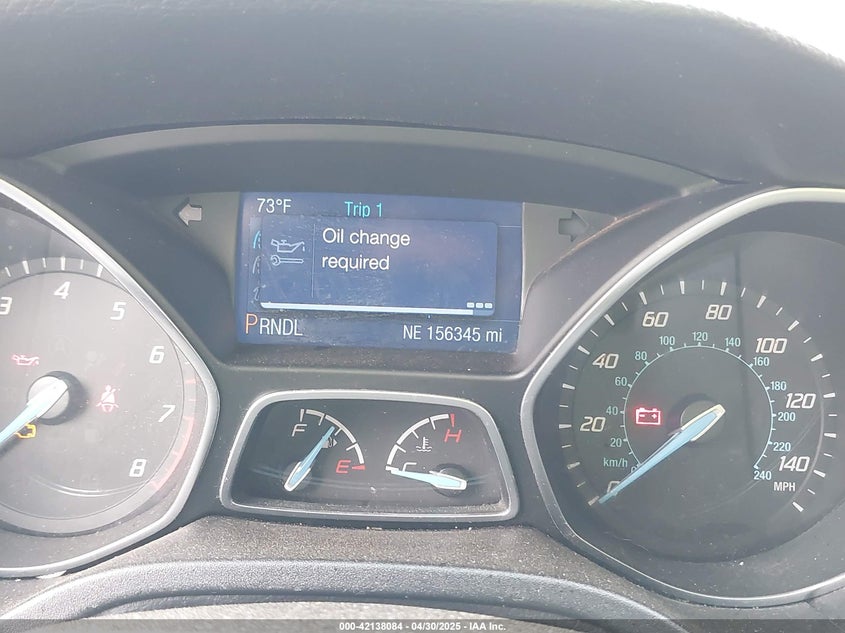 73°F Trip 1
Oil change
required
PRNDL NE 156345 mi
3 4 5 6 7 8
F E
C H
0 20 40 60 80 100 120 140
MPH
20 40 60 80 100 120 140 160 180 200 220 240
km/h
000-42138084 - 04/30/2025 - IAA Inc.